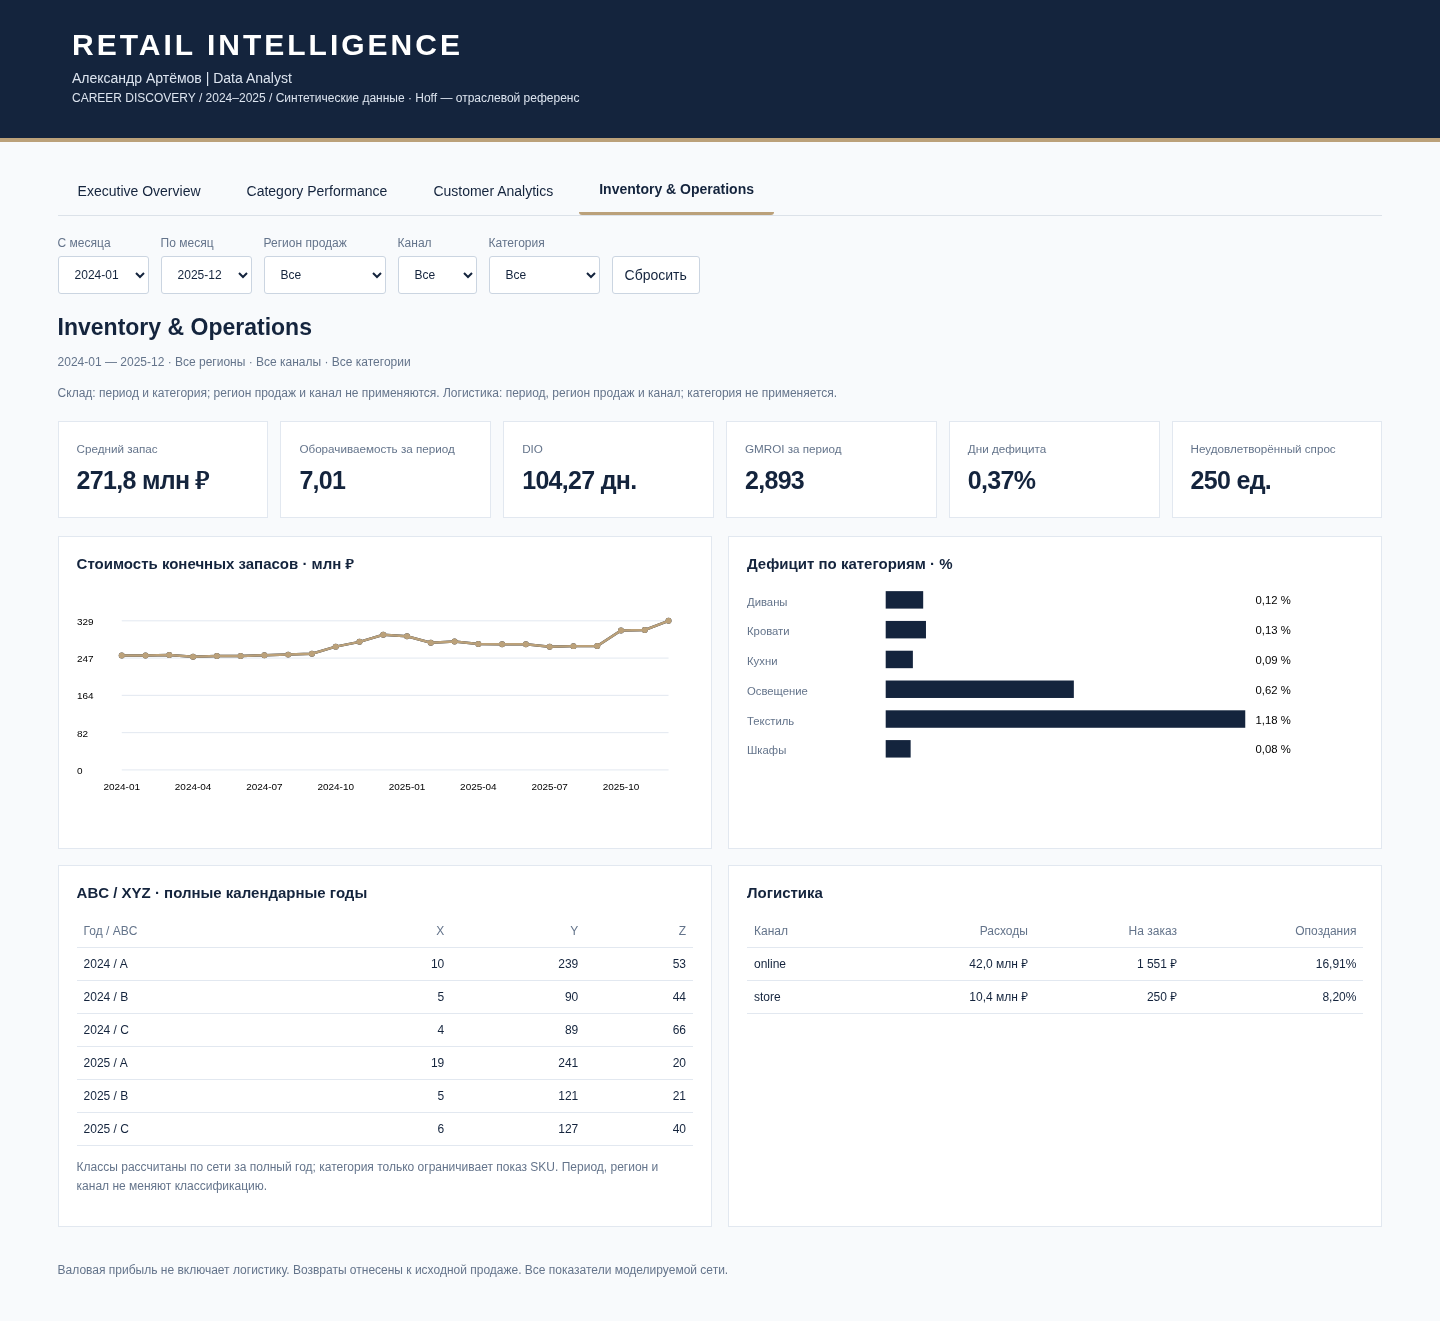 RETAIL INTELLIGENCE
Александр Артёмов | Data Analyst
CAREER DISCOVERY / 2024–2025 / Синтетические данные · Hoff — отраслевой референс
Executive Overview Category Performance Customer Analytics Inventory & Operations
С месяца По месяц Регион продаж Канал Категория
2024-01 2025-12 Все Все Все Сбросить
Inventory & Operations
2024-01 — 2025-12 · Все регионы · Все каналы · Все категории
Склад: период и категория; регион продаж и канал не применяются. Логистика: период, регион продаж и канал; категория не применяется.
Средний запас Оборачиваемость за период DIO GMROI за период Дни дефицита Неудовлетворённый спрос
271,8 млн ₽ 7,01 104,27 дн. 2,893 0,37% 250 ед.
Стоимость конечных запасов · млн ₽
329
247
164
82
0
2024-01 2024-04 2024-07 2024-10 2025-01 2025-04 2025-07 2025-10
Дефицит по категориям · %
Диваны 0,12 %
Кровати 0,13 %
Кухни 0,09 %
Освещение 0,62 %
Текстиль 1,18 %
Шкафы 0,08 %
ABC / XYZ · полные календарные годы
Год / ABC X Y Z
2024 / A 10 239 53
2024 / B 5 90 44
2024 / C 4 89 66
2025 / A 19 241 20
2025 / B 5 121 21
2025 / C 6 127 40
Классы рассчитаны по сети за полный год; категория только ограничивает показ SKU. Период, регион и
канал не меняют классификацию.
Логистика
Канал Расходы На заказ Опоздания
online 42,0 млн ₽ 1 551 ₽ 16,91%
store 10,4 млн ₽ 250 ₽ 8,20%
Валовая прибыль не включает логистику. Возвраты отнесены к исходной продаже. Все показатели моделируемой сети.